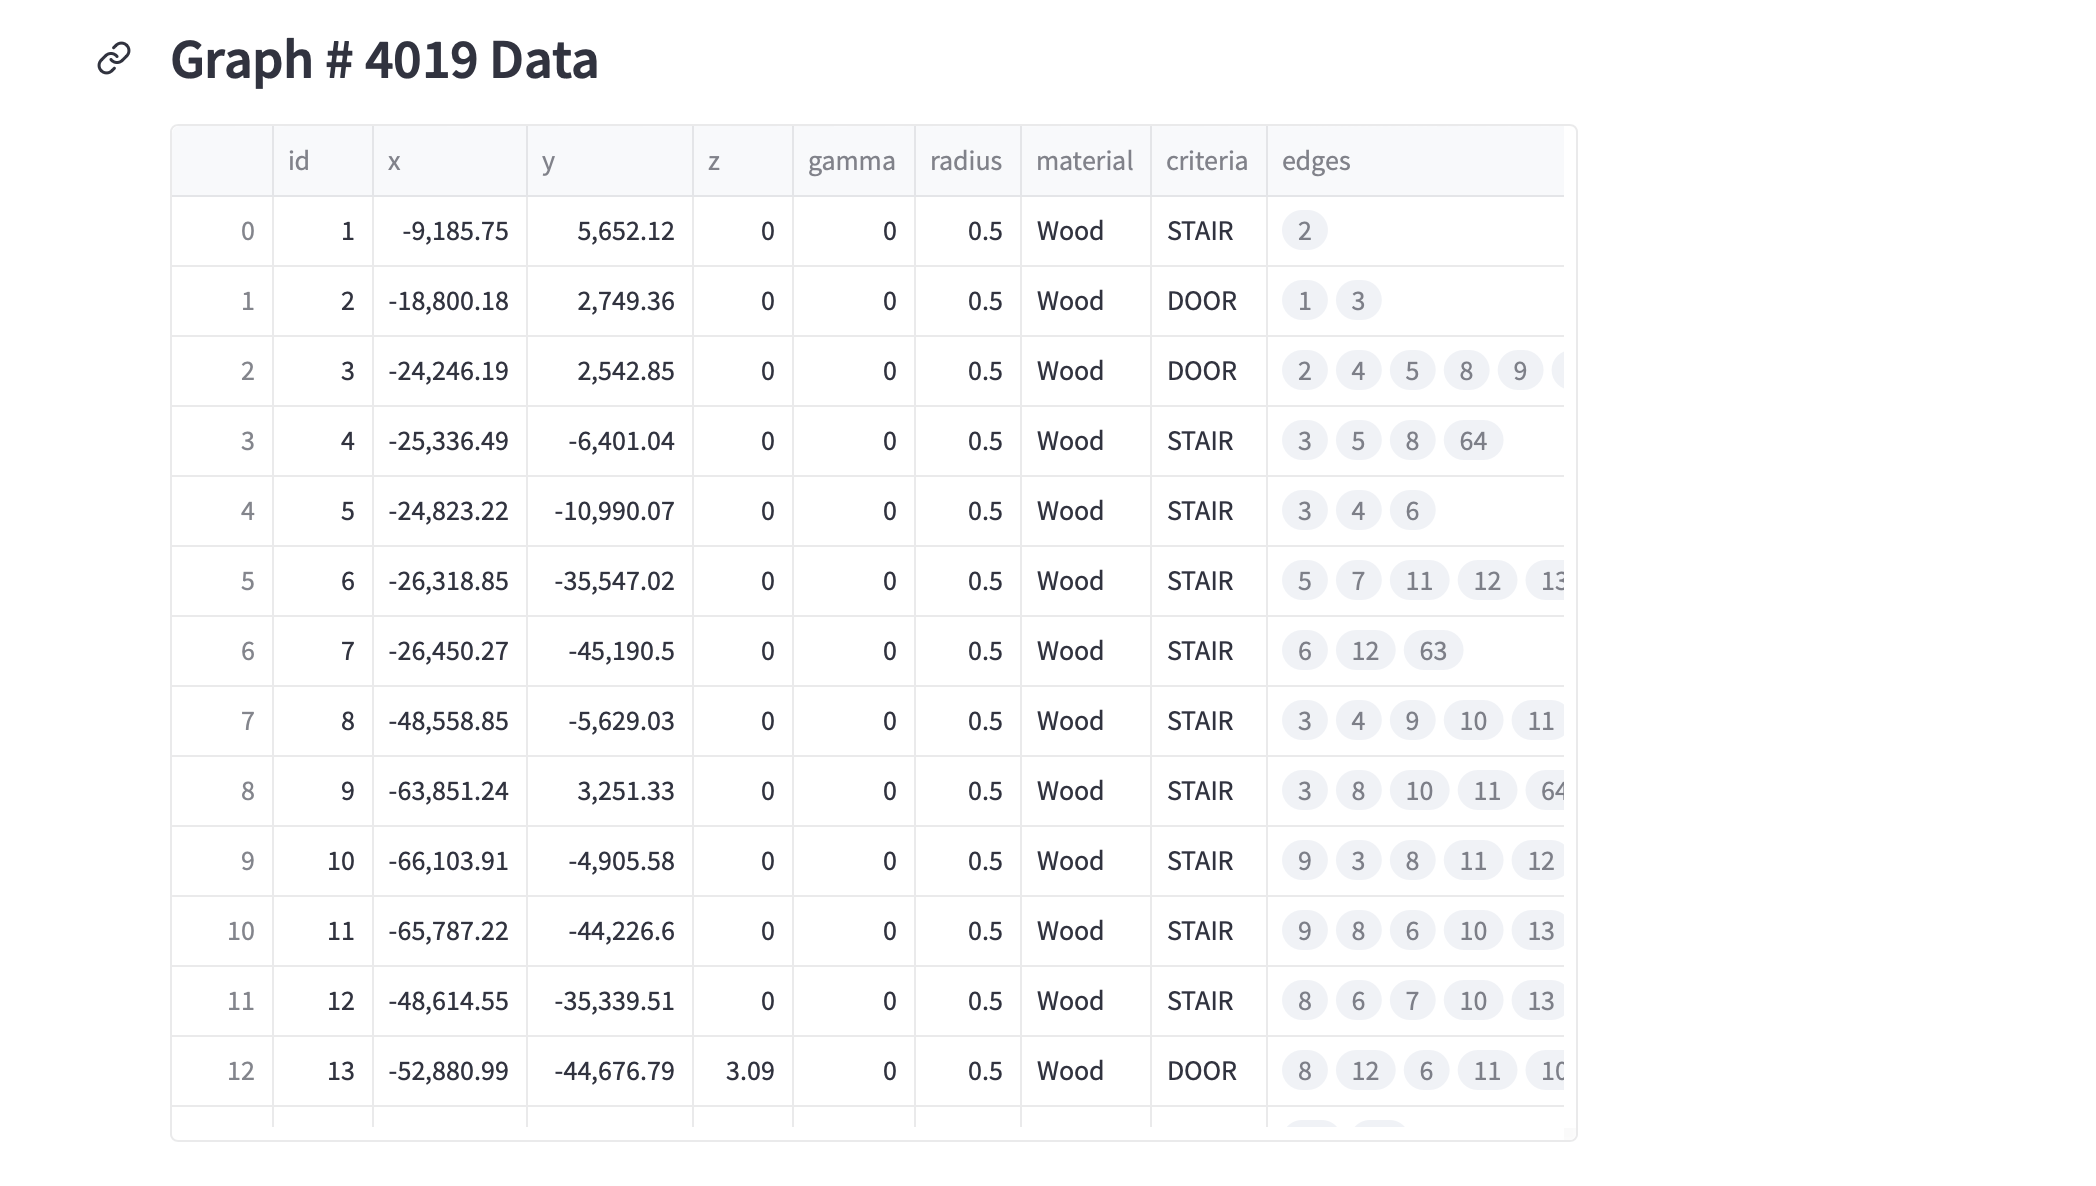 Graph # 4019 Data
id x y z gamma radius material criteria edges
0 1 -9,185.75 5,652.12 0 0 0.5 Wood STAIR 2
1 2 -18,800.18 2,749.36 0 0 0.5 Wood DOOR 1 3
2 3 -24,246.19 2,542.85 0 0 0.5 Wood DOOR 2 4 5 8 9
3 4 -25,336.49 -6,401.04 0 0 0.5 Wood STAIR 3 5 8 64
4 5 -24,823.22 -10,990.07 0 0 0.5 Wood STAIR 3 4 6
5 6 -26,318.85 -35,547.02 0 0 0.5 Wood STAIR 5 7 11 12 13
6 7 -26,450.27 -45,190.5 0 0 0.5 Wood STAIR 6 12 63
7 8 -48,558.85 -5,629.03 0 0 0.5 Wood STAIR 3 4 9 10 11
8 9 -63,851.24 3,251.33 0 0 0.5 Wood STAIR 3 8 10 11 64
9 10 -66,103.91 -4,905.58 0 0 0.5 Wood STAIR 9 3 8 11 12
10 11 -65,787.22 -44,226.6 0 0 0.5 Wood STAIR 9 8 6 10 13
11 12 -48,614.55 -35,339.51 0 0 0.5 Wood STAIR 8 6 7 10 13
12 13 -52,880.99 -44,676.79 3.09 0 0.5 Wood DOOR 8 12 6 11 10